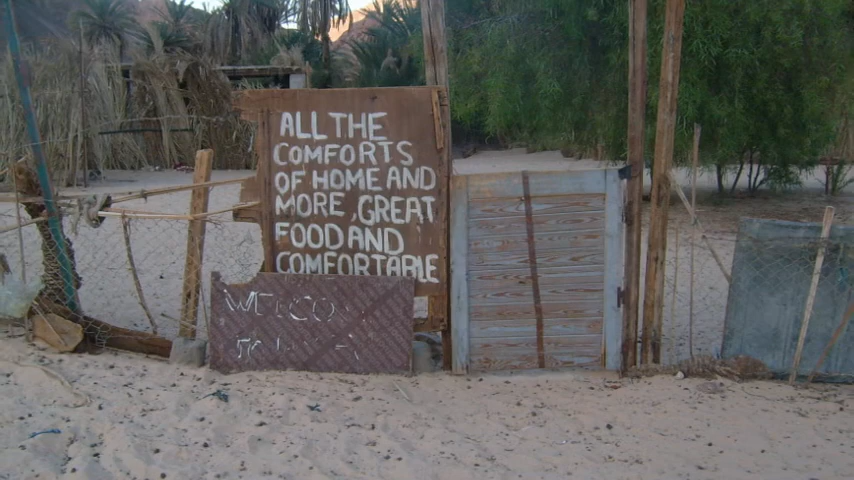 ALL THE
COMFORTS
OF HOME AND
MORE, GREAT
FOOD AND
COMFORTABLE